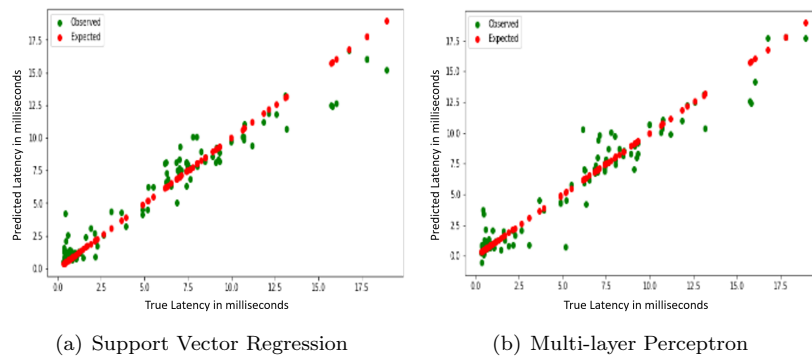 Observed
Expected
17.5
15.0
12.5
10.0
7.5
5.0
2.5
0.0
Predicted Latency in milliseconds
0.0 2.5 5.0 7.5 10.0 12.5 15.0 17.5
True Latency in milliseconds
(a) Support Vector Regression
Observed
Expected
17.5
15.0
12.5
10.0
7.5
5.0
2.5
0.0
Predicted Latency in milliseconds
0.0 2.5 5.0 7.5 10.0 12.5 15.0 17.5
True Latency in milliseconds
(b) Multi-layer Perceptron